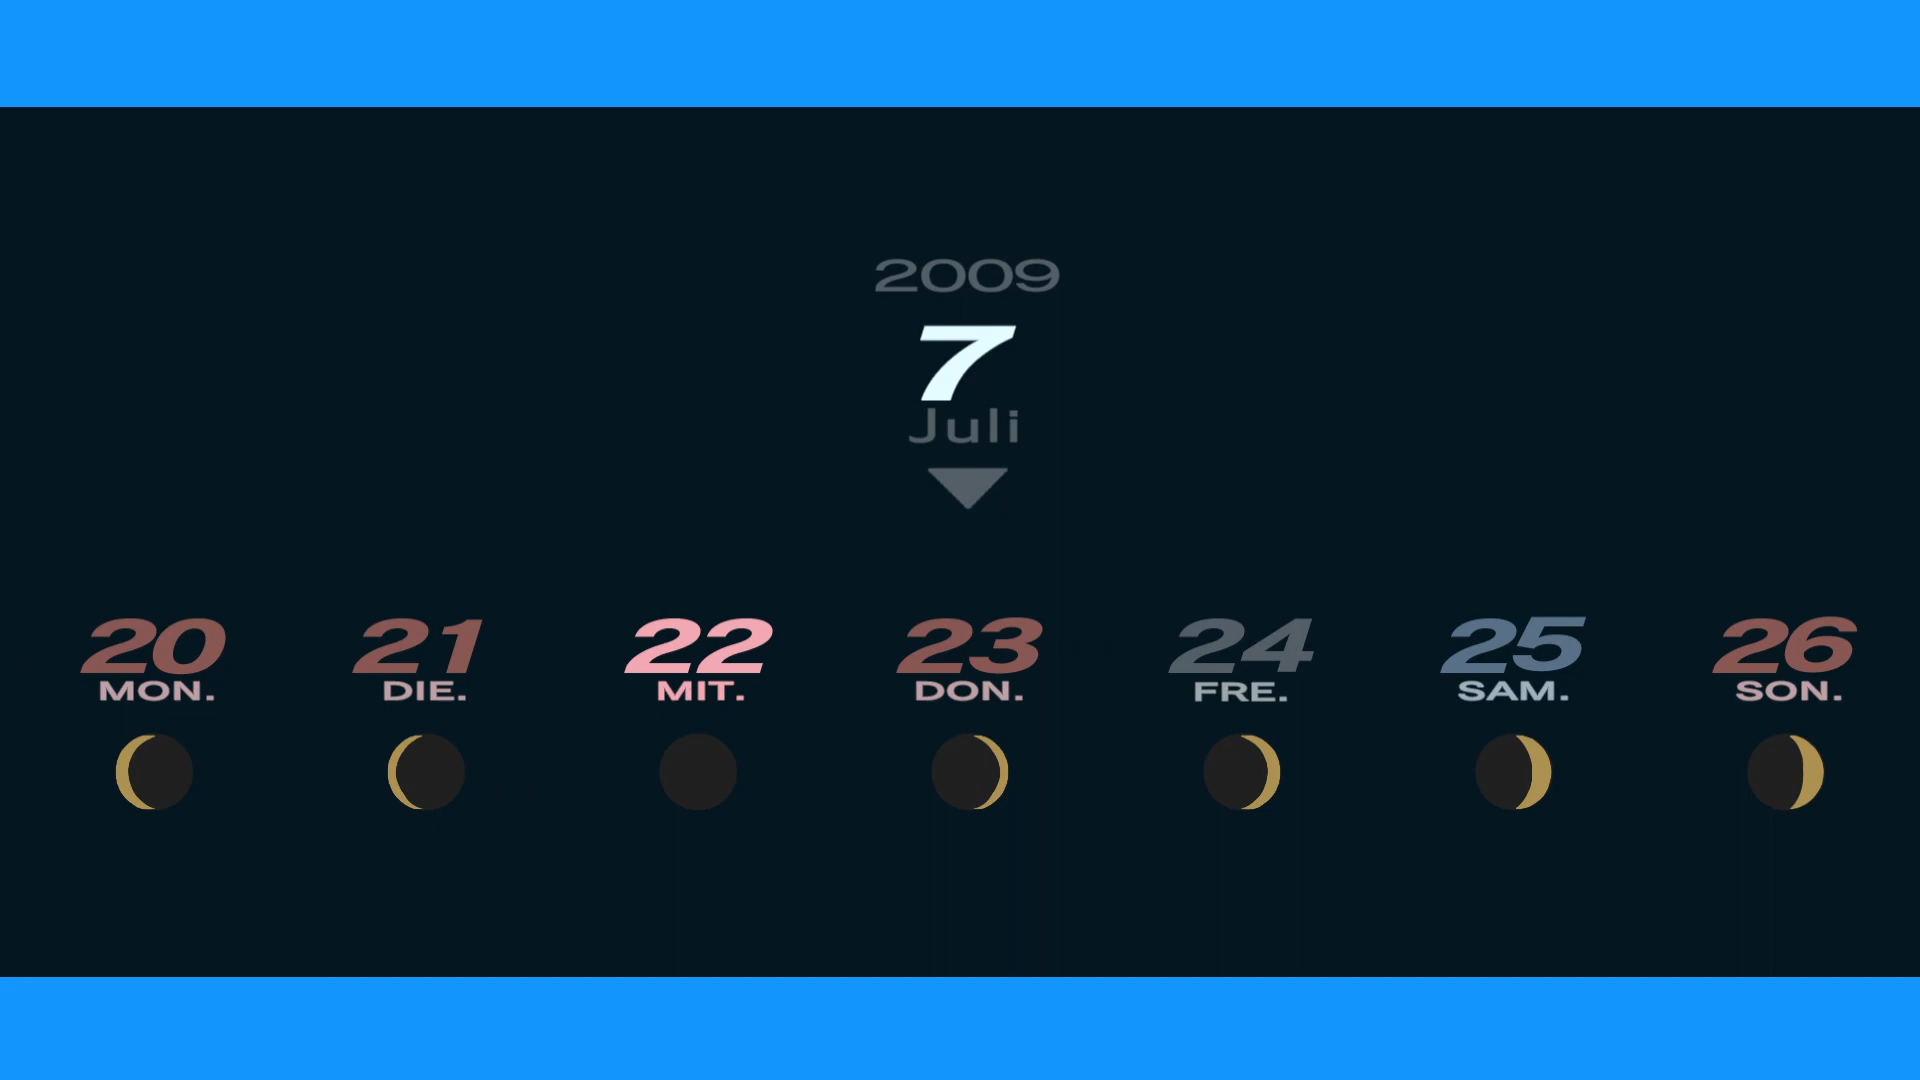 2009
7
Juli
20 21 22 23 24 25 26
MON. DIE. MIT. DON. FRE. SAM. SON.